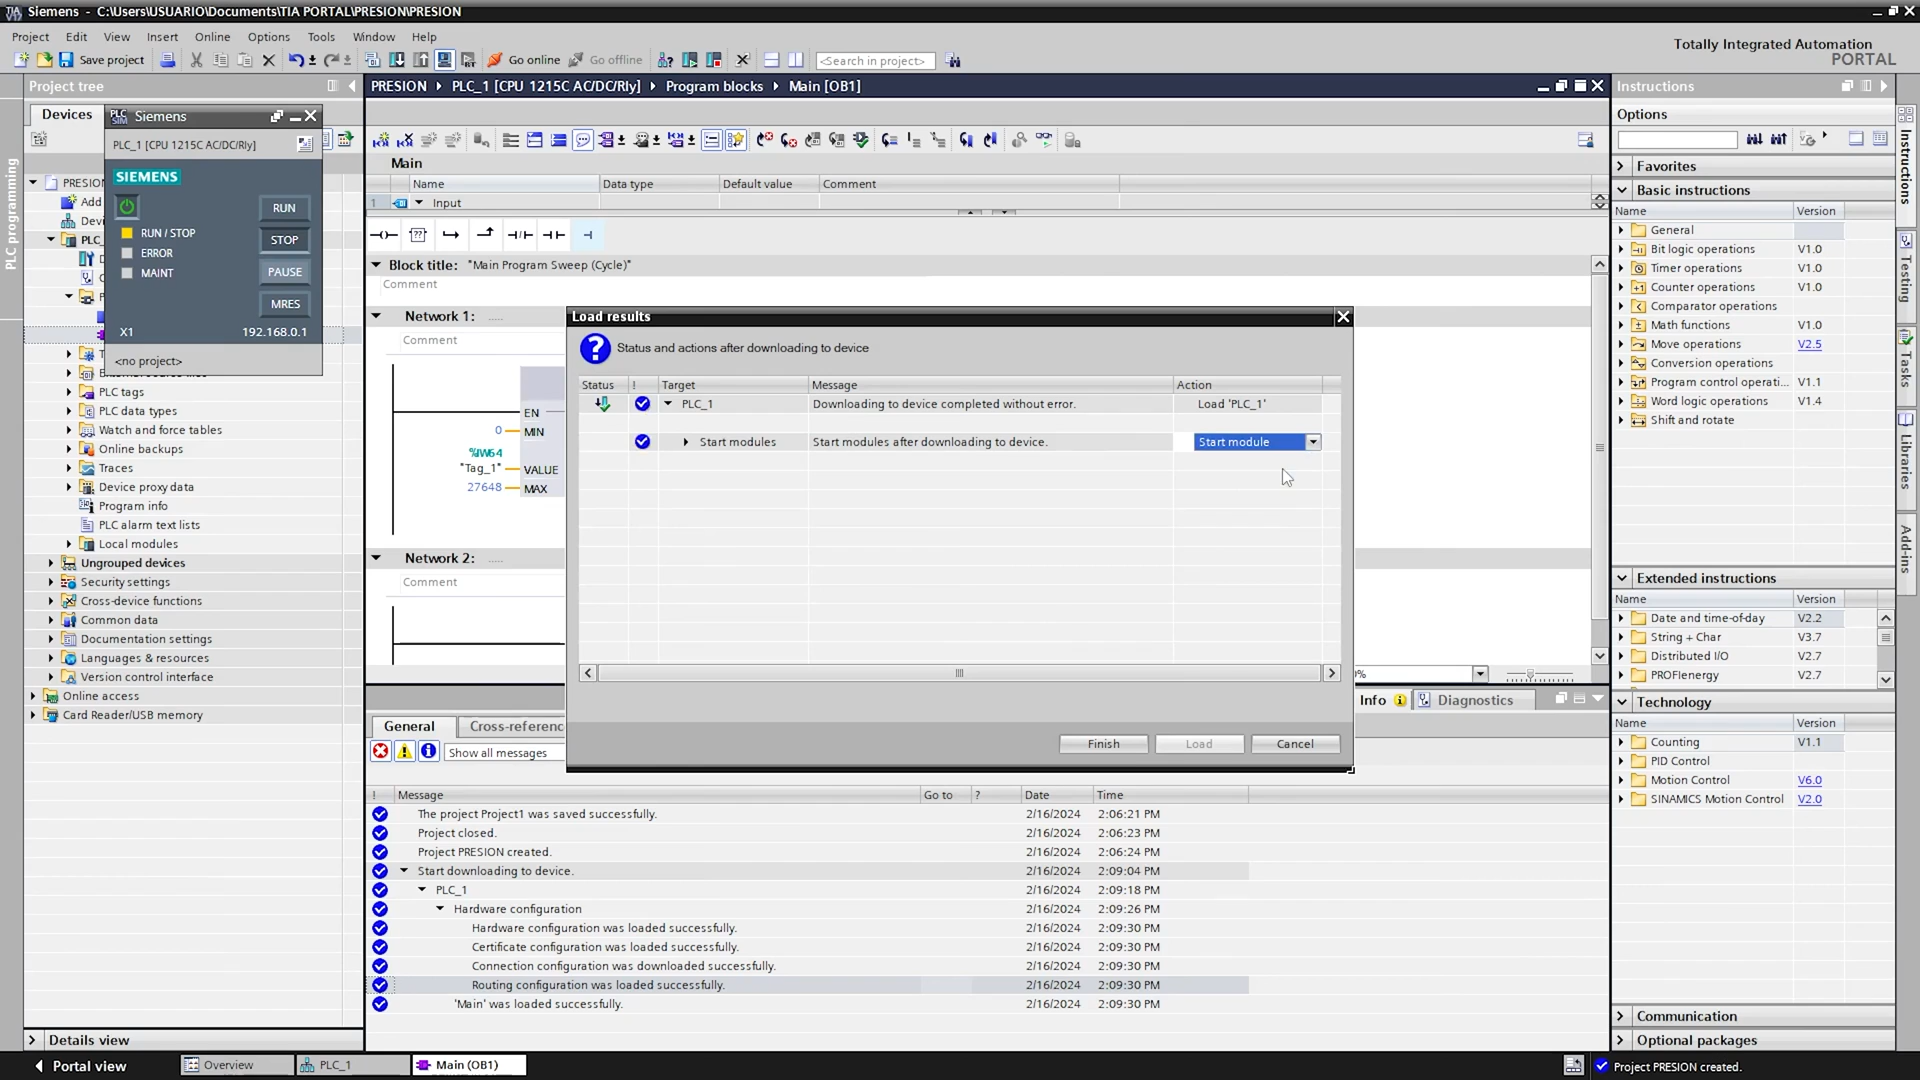 Siemens - C:\Users\USUARIO\Documents\TIA PORTAL\PRESION\PRESION
Project Edit View Insert Online Options Tools Window Help
Totally Integrated Automation
PORTAL
Save project
Go online
Go offline
<Search in project>
Project tree
PRESION PLC_1 [CPU 1215C AC/DC/Rly] Program blocks Main [OB1]
Instructions
Devices
Siemens
PLC_1 [CPU 1215C AC/DC/Rly]
SIEMENS
RUN
RUN / STOP
STOP
ERROR
MAINT
PAUSE
MRES
X1 192.168.0.1
<no project>
PLC programming
PRESION
Add
Devi
PLC_
PLC tags
PLC data types
Watch and force tables
Online backups
Traces
Device proxy data
Program info
PLC alarm text lists
Local modules
Ungrouped devices
Security settings
Cross-device functions
Common data
Documentation settings
Languages & resources
Version control interface
Online access
Card Reader/USB memory
Details view
Main
Name Data type Default value Comment
1 Input
Block title: "Main Program Sweep (Cycle)"
Comment
Network 1: .....
Comment
EN
0 MIN
%IW64
"Tag_1" VALUE
27648 MAX
Network 2: .....
Comment
Load results
Status and actions after downloading to device
Status ! Target Message Action
PLC_1 Downloading to device completed without error. Load 'PLC_1'
Start modules Start modules after downloading to device. Start module
Finish Load Cancel
Info Diagnostics
General Cross-referenc
Show all messages
! Message Go to ? Date Time
The project Project1 was saved successfully. 2/16/2024 2:06:21 PM
Project closed. 2/16/2024 2:06:23 PM
Project PRESION created. 2/16/2024 2:06:24 PM
Start downloading to device. 2/16/2024 2:09:04 PM
PLC_1 2/16/2024 2:09:18 PM
Hardware configuration 2/16/2024 2:09:26 PM
Hardware configuration was loaded successfully. 2/16/2024 2:09:30 PM
Certificate configuration was loaded successfully. 2/16/2024 2:09:30 PM
Connection configuration was downloaded successfully. 2/16/2024 2:09:30 PM
Routing configuration was loaded successfully. 2/16/2024 2:09:30 PM
'Main' was loaded successfully. 2/16/2024 2:09:30 PM
Options
Favorites
Basic instructions
Name Version
General
Bit logic operations V1.0
Timer operations V1.0
Counter operations V1.0
Comparator operations
Math functions V1.0
Move operations V2.5
Conversion operations
Program control operati... V1.1
Word logic operations V1.4
Shift and rotate
Extended instructions
Name Version
Date and time-of-day V2.2
String + Char V3.7
Distributed I/O V2.7
PROFIenergy V2.7
Technology
Name Version
Counting V1.1
PID Control
Motion Control V6.0
SINAMICS Motion Control V2.0
Communication
Optional packages
Instructions
Testing
Tasks
Libraries
Add-ins
Portal view
Overview
PLC_1
Main (OB1)
Project PRESION created.